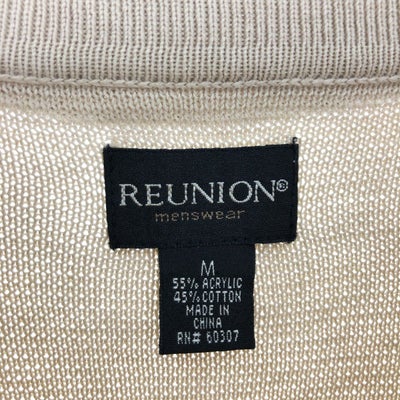 REUNION®
menswear
M
55% ACRYLIC
45% COTTON
MADE IN
CHINA
RN# 60307